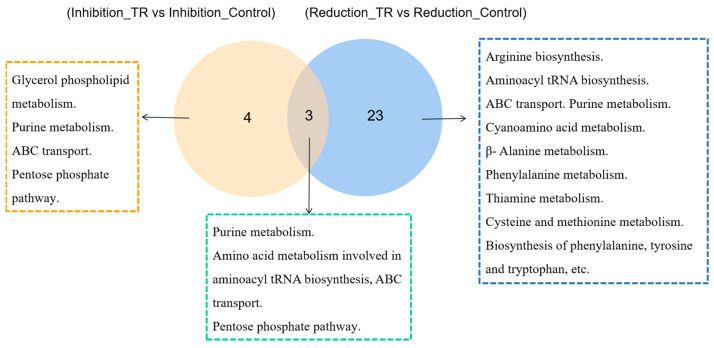 (Inhibition_TR vs Inhibition_Control)
(Reduction_TR vs Reduction_Control)
Glycerol phospholipid
metabolism.
Purine metabolism.
ABC transport.
Pentose phosphate
pathway.
4
3
23
Arginine biosynthesis.
Aminoacyl tRNA biosynthesis.
ABC transport. Purine metabolism.
Cyanoamino acid metabolism.
β- Alanine metabolism.
Phenylalanine metabolism.
Thiamine metabolism.
Cysteine and methionine metabolism.
Biosynthesis of phenylalanine, tyrosine
and tryptophan, etc.
Purine metabolism.
Amino acid metabolism involved in
aminoacyl tRNA biosynthesis, ABC
transport.
Pentose phosphate pathway.